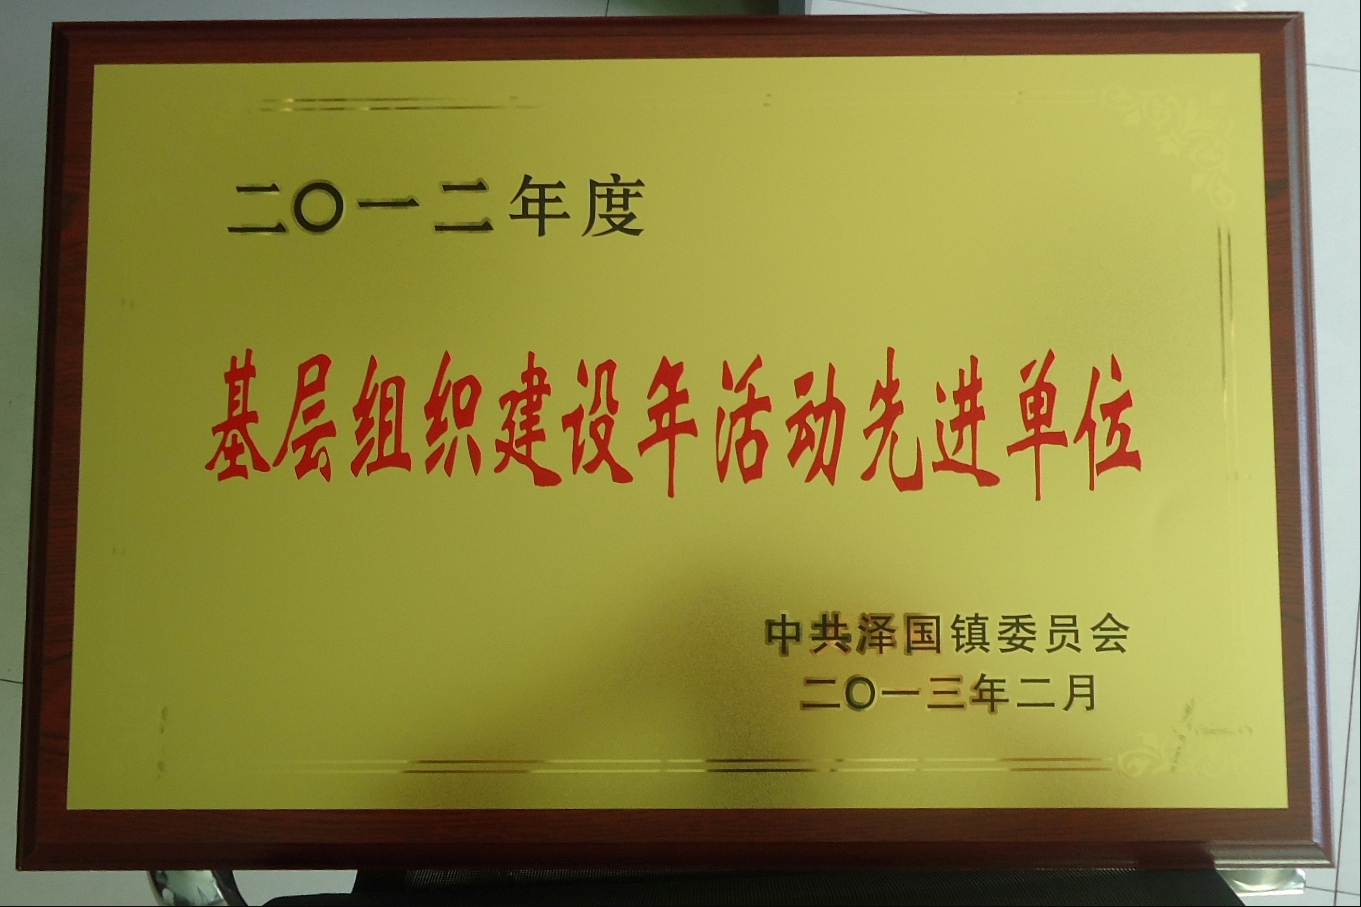 二〇一二年度
基层组织建设年活动先进单位
中共泽国镇委员会
二〇一三年二月